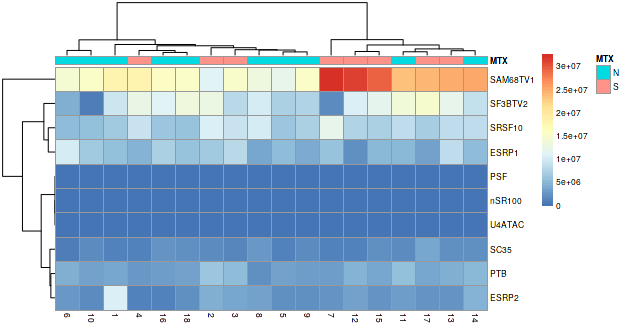 MTX
SAM68TV1
SF3BTV2
SRSF10
ESRP1
PSF
nSR100
U4ATAC
SC35
PTB
ESRP2
6 10 1 4 16 18 2 3 8 5 9 7 12 15 11 17 13 14
3e+07
2.5e+07
2e+07
1.5e+07
1e+07
5e+06
0
MTX
N
S